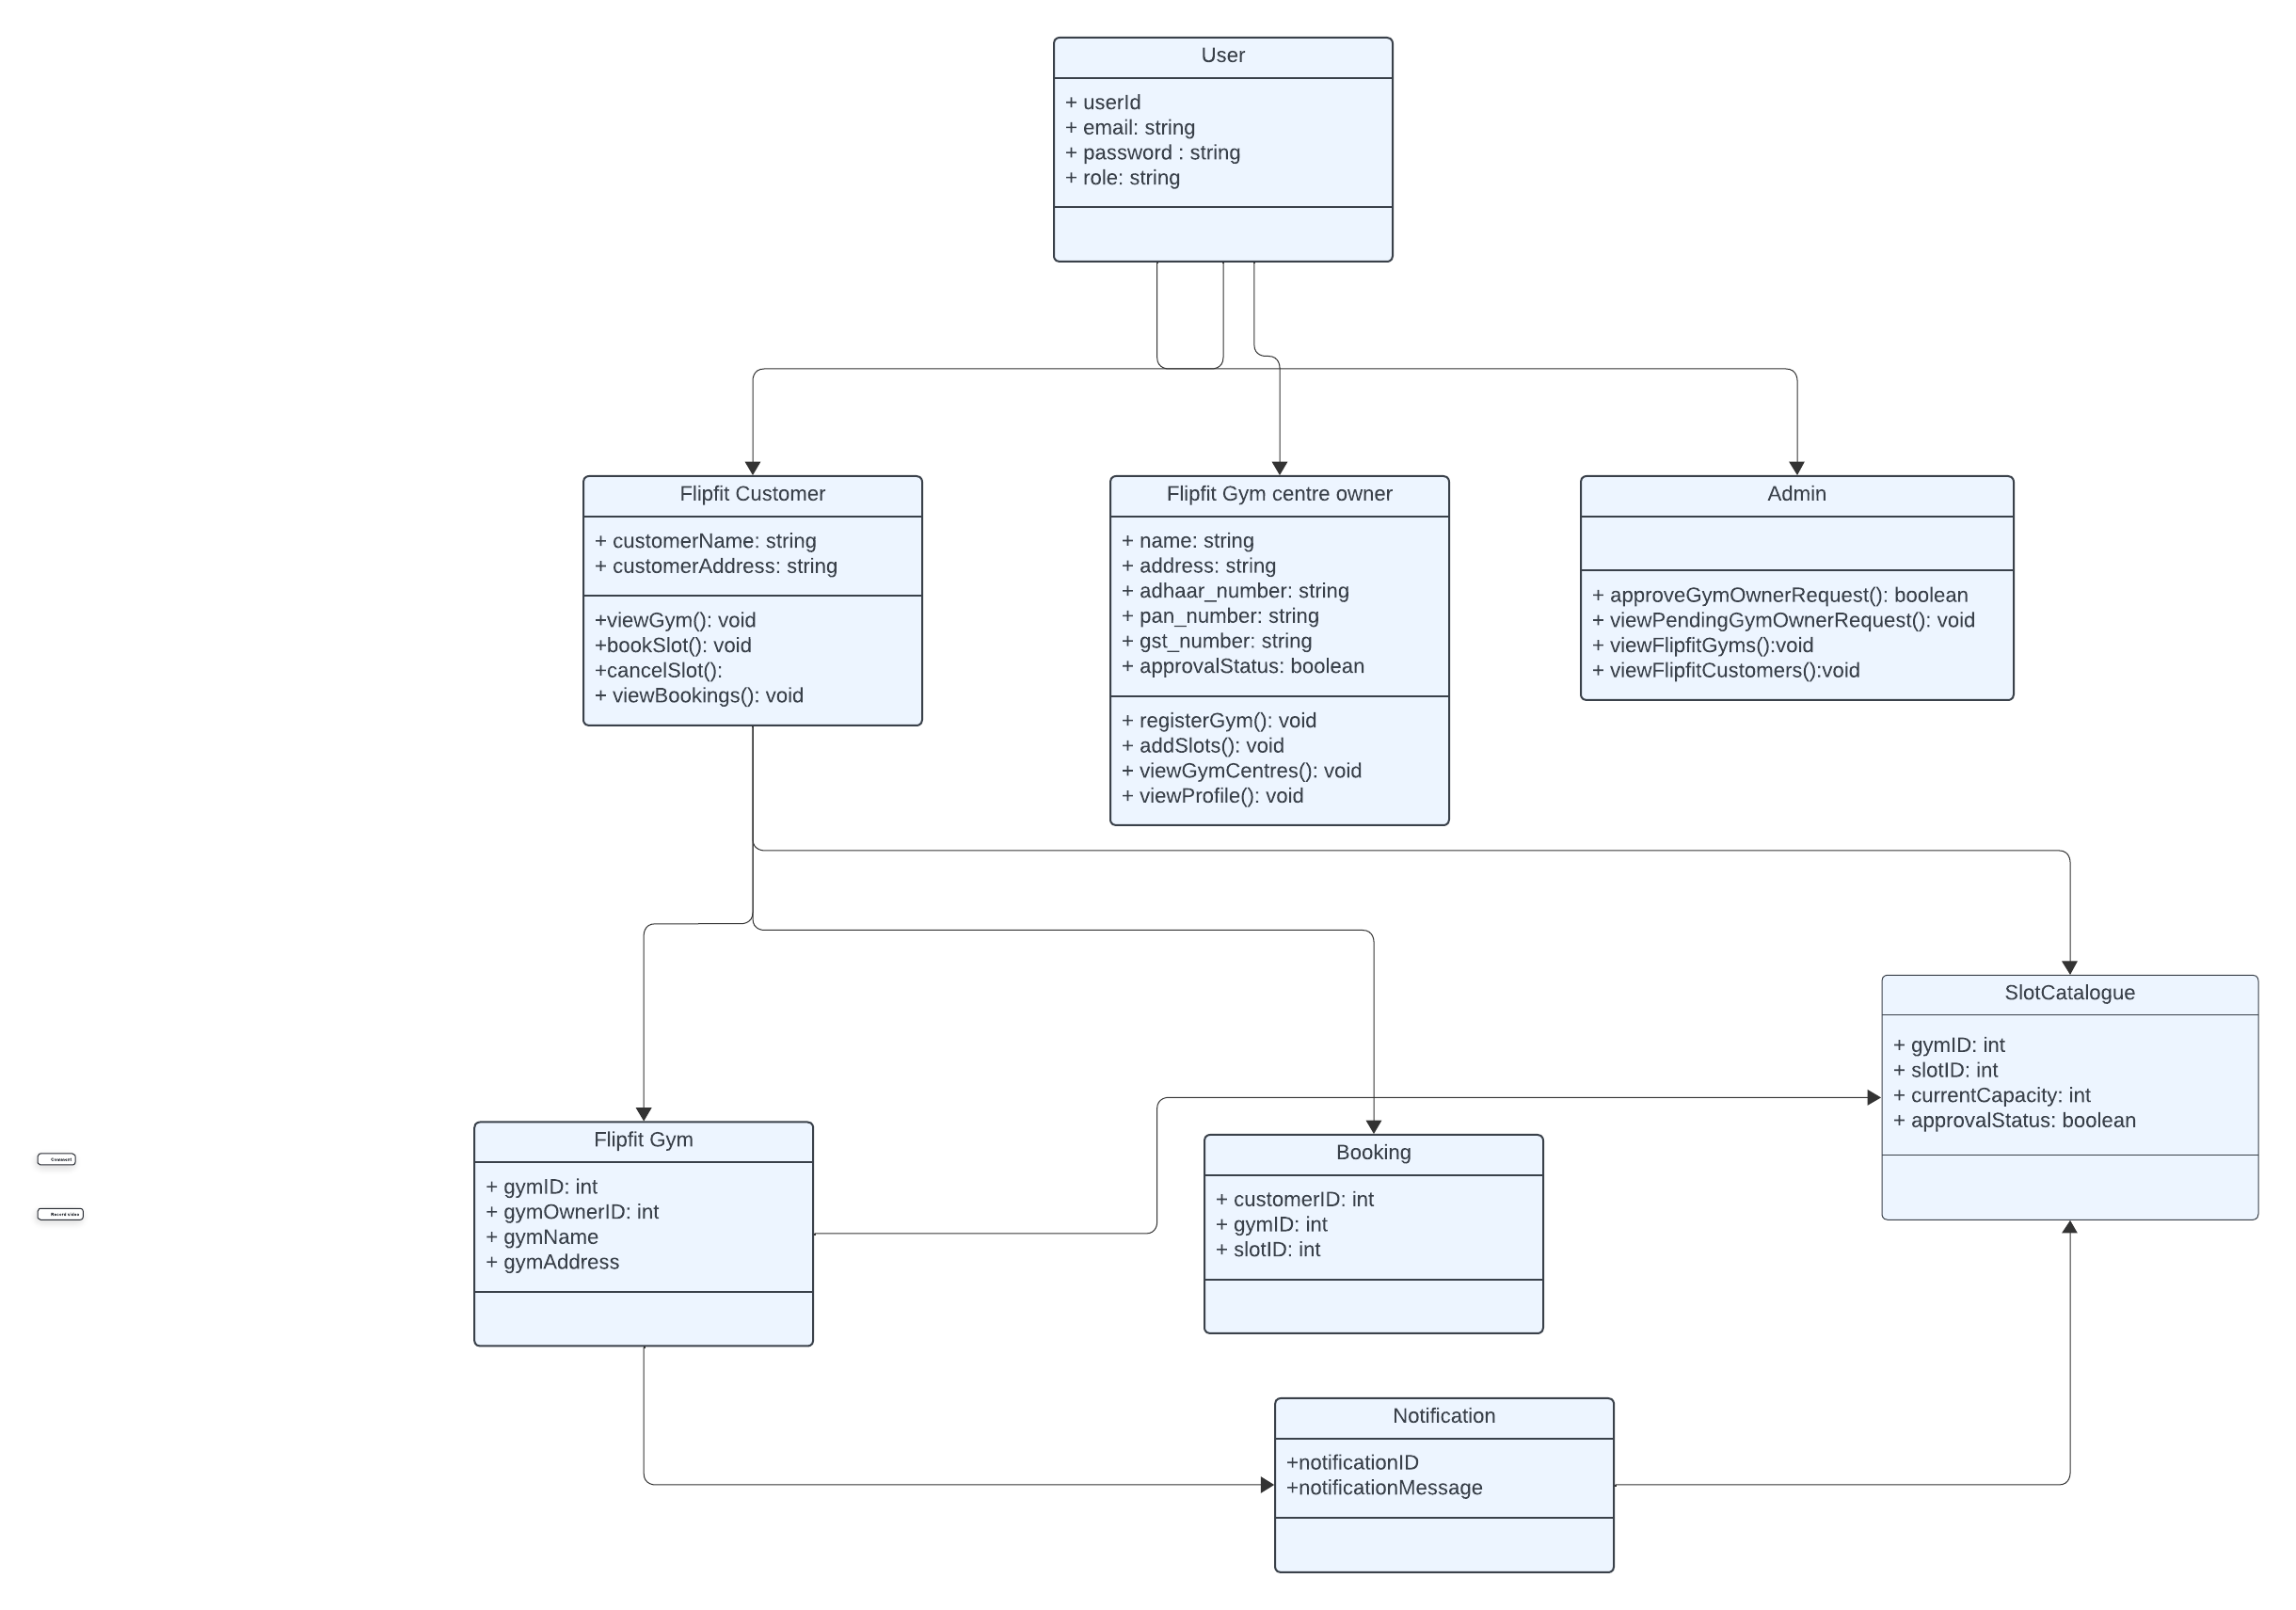 User
+ userId
+ email: string
+ password : string
+ role: string
Flipfit Customer
+ customerName: string
+ customerAddress: string
+viewGym(): void
+bookSlot(): void
+cancelSlot():
+ viewBookings(): void
Flipfit Gym centre owner
+ name: string
+ address: string
+ adhaar_number: string
+ pan_number: string
+ gst_number: string
+ approvalStatus: boolean
+ registerGym(): void
+ addSlots(): void
+ viewGymCentres(): void
+ viewProfile(): void
Admin
+ approveGymOwnerRequest(): boolean
+ viewPendingGymOwnerRequest(): void
+ viewFlipfitGyms():void
+ viewFlipfitCustomers():void
SlotCatalogue
+ gymID: int
+ slotID: int
+ currentCapacity: int
+ approvalStatus: boolean
Flipfit Gym
+ gymID: int
+ gymOwnerID: int
+ gymName
+ gymAddress
Booking
+ customerID: int
+ gymID: int
+ slotID: int
Notification
+notificationID
+notificationMessage
Record video